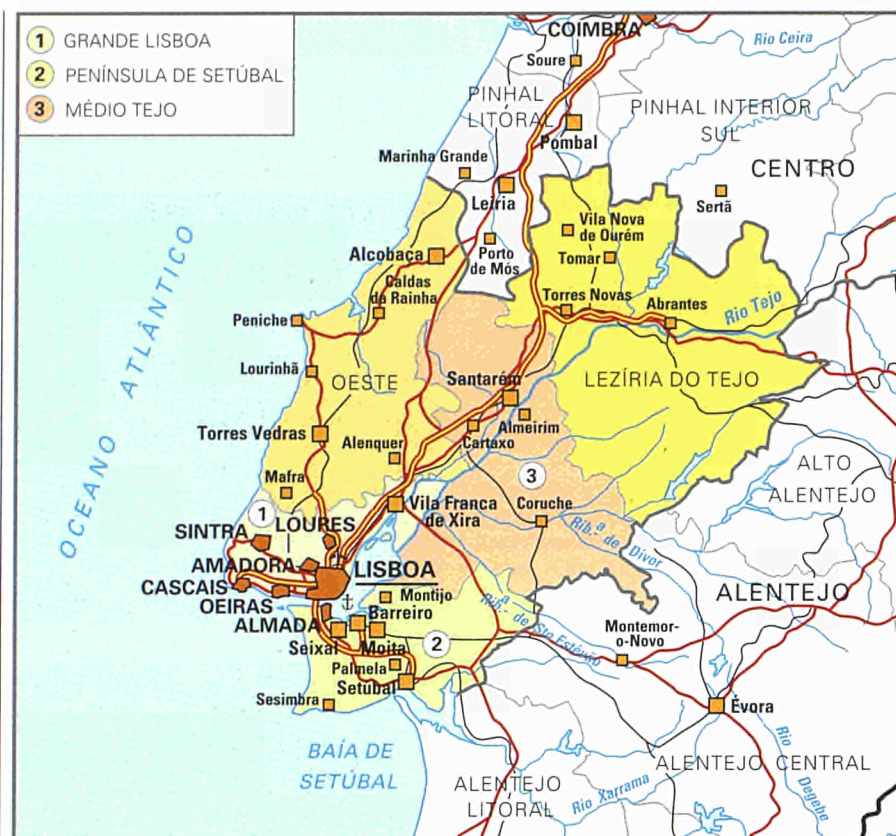 1 GRANDE LISBOA
2 PENÍNSULA DE SETÚBAL
3 MÉDIO TEJO
COIMBRA
Rio Ceira
Soure
PINHAL
LITORAL
PINHAL INTERIOR
SUL
Pombal
Marinha Grande
CENTRO
Leiria
Sertã
Vila Nova
de Ourém
Alcobaça
Porto
de Mós
Tomar
Caldas
da Rainha
Torres Novas
Abrantes
Rio Tejo
Peniche
OCEANO ATLÂNTICO
Lourinhã
OESTE
Santarém
LEZÍRIA DO TEJO
Almeirim
Cartaxo
Torres Vedras
Alenquer
ALTO
ALENTEJO
Mafra
3
Vila Franca
de Xira
Coruche
1
LOURES
SINTRA
Rib.ª de Divor
AMADORA
LISBOA
CASCAIS
OEIRAS
Montijo
ALENTEJO
Barreiro
ALMADA
Rib.ª de Sto Estêvão
Montemor-
o-Novo
Seixal
Moita
2
Palmela
Setúbal
Sesimbra
Évora
BAÍA DE
SETÚBAL
ALENTEJO CENTRAL
ALENTEJO
LITORAL
Rio Xarrama
Rio Degebe